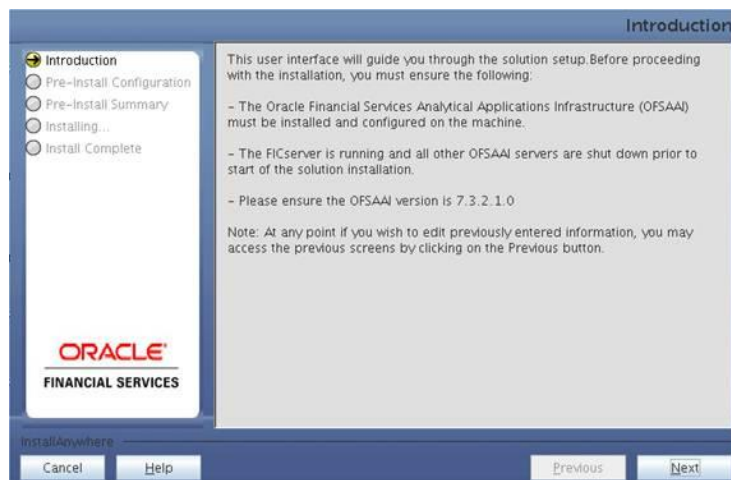 Introduction
Introduction
Pre-Install Configuration
Pre-Install Summary
Installing...
Install Complete
This user interface will guide you through the solution setup.Before proceeding
with the installation, you must ensure the following:
- The Oracle Financial Services Analytical Applications Infrastructure (OFSAAI)
must be installed and configured on the machine.
- The FICserver is running and all other OFSAAI servers are shut down prior to
start of the solution installation.
- Please ensure the OFSAAI version is 7.3.2.1.0
Note: At any point if you wish to edit previously entered information, you may
access the previous screens by clicking on the Previous button.
ORACLE®
FINANCIAL SERVICES
InstallAnywhere
Cancel
Help
Previous
Next